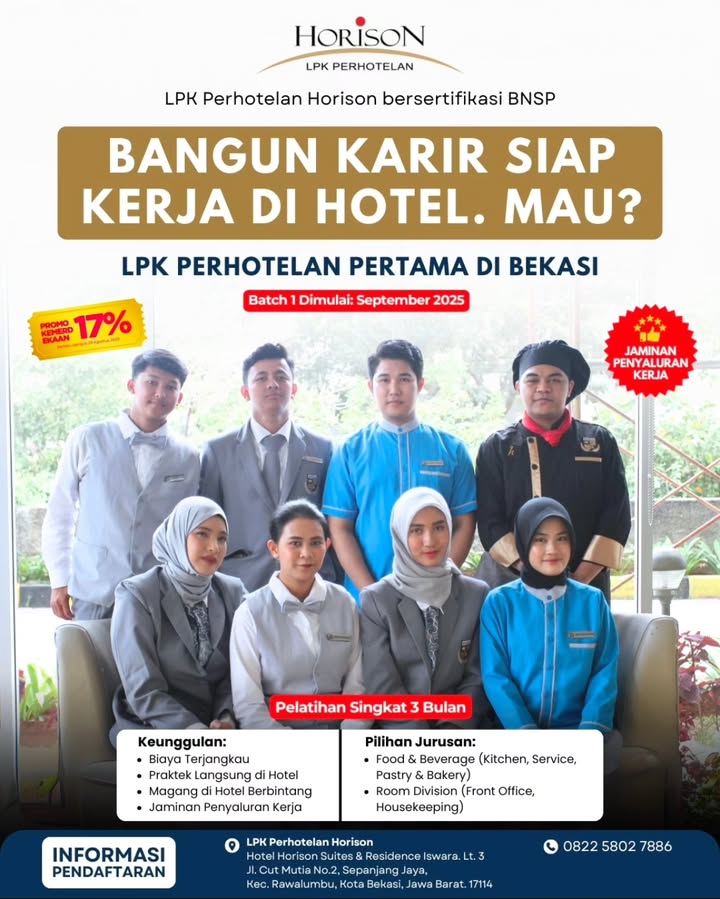 HORISON
LPK PERHOTELAN
LPK Perhotelan Horison bersertifikasi BNSP
BANGUN KARIR SIAP
KERJA DI HOTEL. MAU?
LPK PERHOTELAN PERTAMA DI BEKASI
Batch 1 Dimulai: September 2025
PROMO
KEMERD
EKAAN
17%
JAMINAN
PENYALURAN
KERJA
Pelatihan Singkat 3 Bulan
Keunggulan:
• Biaya Terjangkau
• Praktek Langsung di Hotel
• Magang di Hotel Berbintang
• Jaminan Penyaluran Kerja
Pilihan Jurusan:
• Food & Beverage (Kitchen, Service,
Pastry & Bakery)
• Room Division (Front Office,
Housekeeping)
INFORMASI
PENDAFTARAN
LPK Perhotelan Horison
Hotel Horison Suites & Residence Iswara. Lt. 3
Jl. Cut Mutia No.2, Sepanjang Jaya,
Kec. Rawalumbu, Kota Bekasi, Jawa Barat. 17114
0822 5802 7886